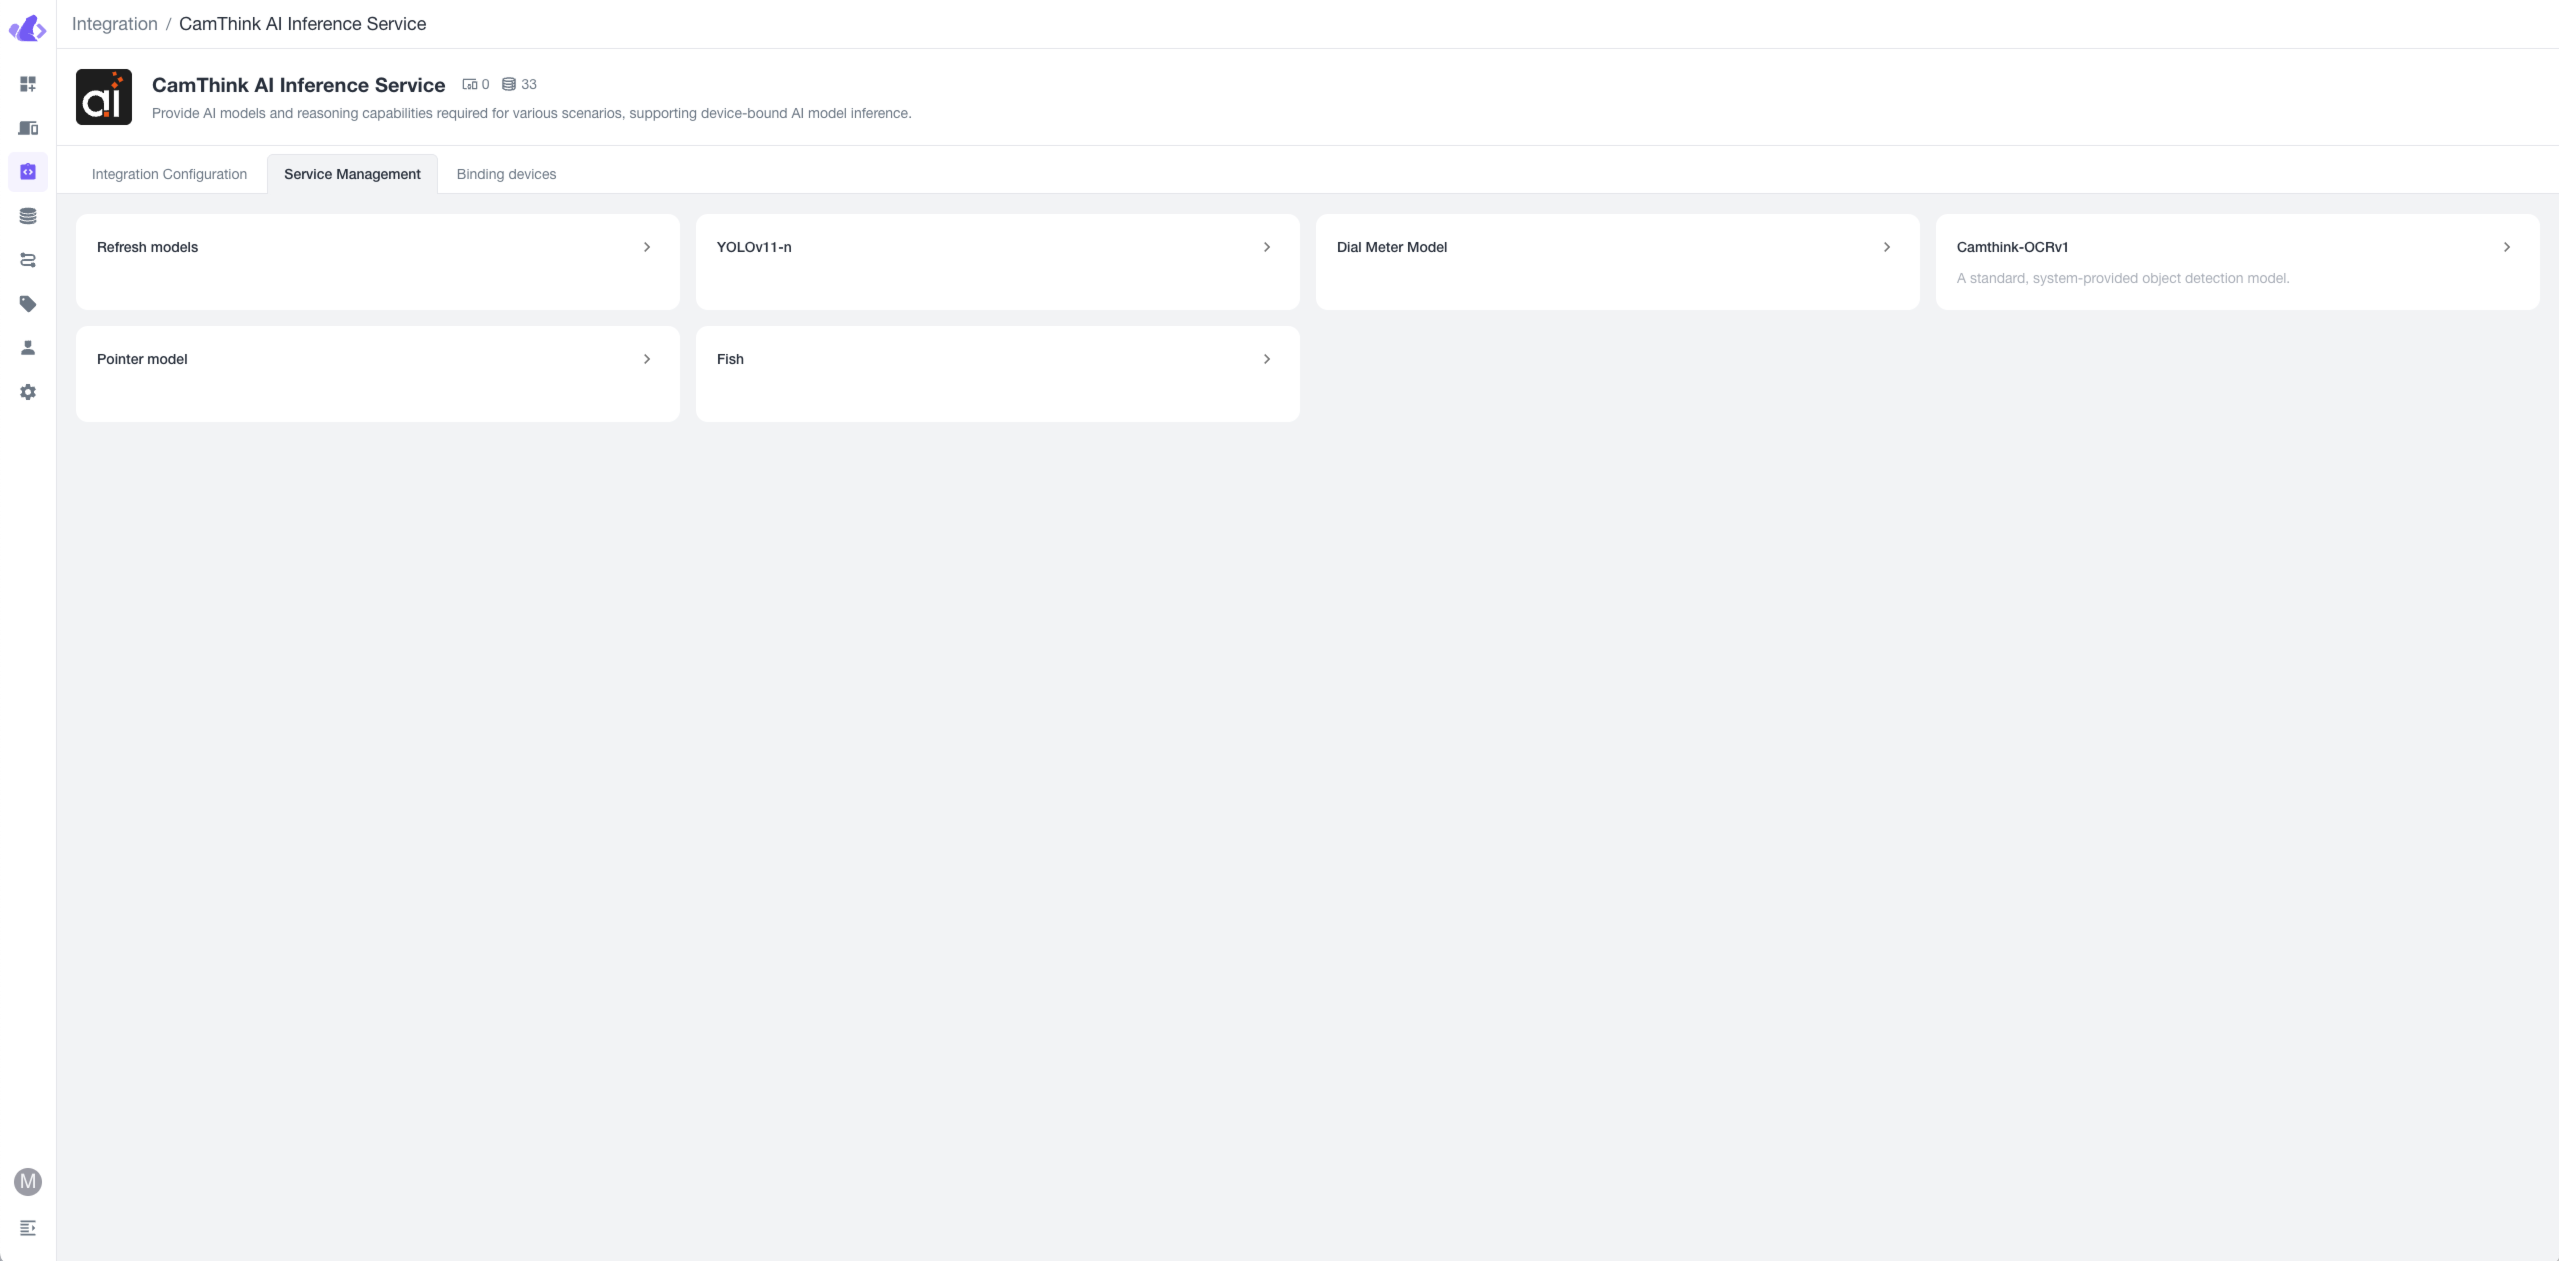 Integration / CamThink AI Inference Service
ai
CamThink AI Inference Service 0 33
Provide AI models and reasoning capabilities required for various scenarios, supporting device-bound AI model inference.
Integration Configuration Service Management Binding devices
Refresh models YOLOv11-n Dial Meter Model Camthink-OCRv1
A standard, system-provided object detection model.
Pointer model Fish
M